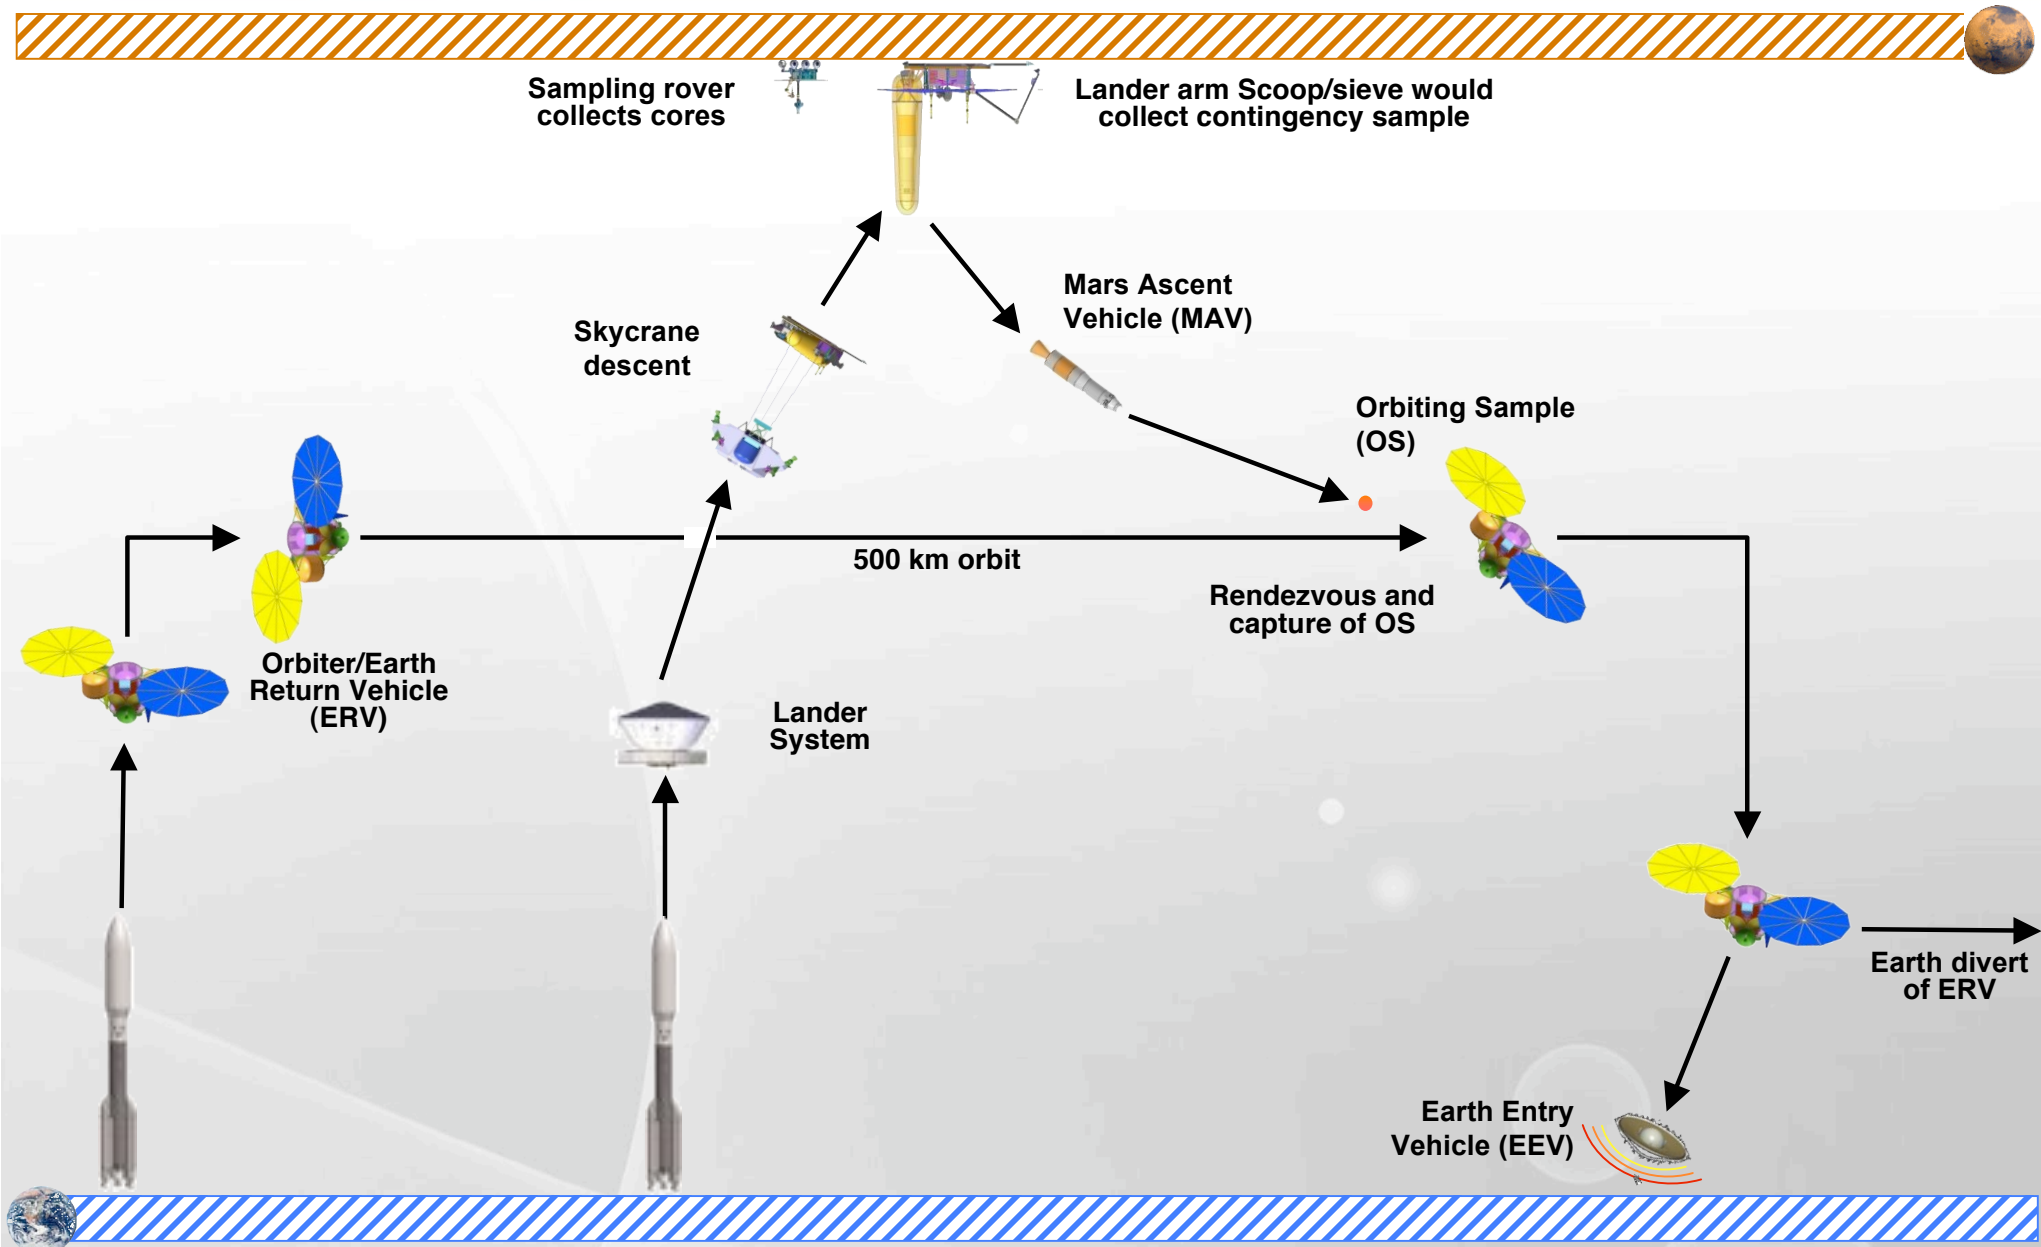 Sampling rover
collects cores
Lander arm Scoop/sieve would
collect contingency sample
Mars Ascent
Vehicle (MAV)
Skycrane
descent
Orbiting Sample
(OS)
500 km orbit
Rendezvous and
capture of OS
Orbiter/Earth
Return Vehicle
(ERV)
Lander
System
Earth divert
of ERV
Earth Entry
Vehicle (EEV)